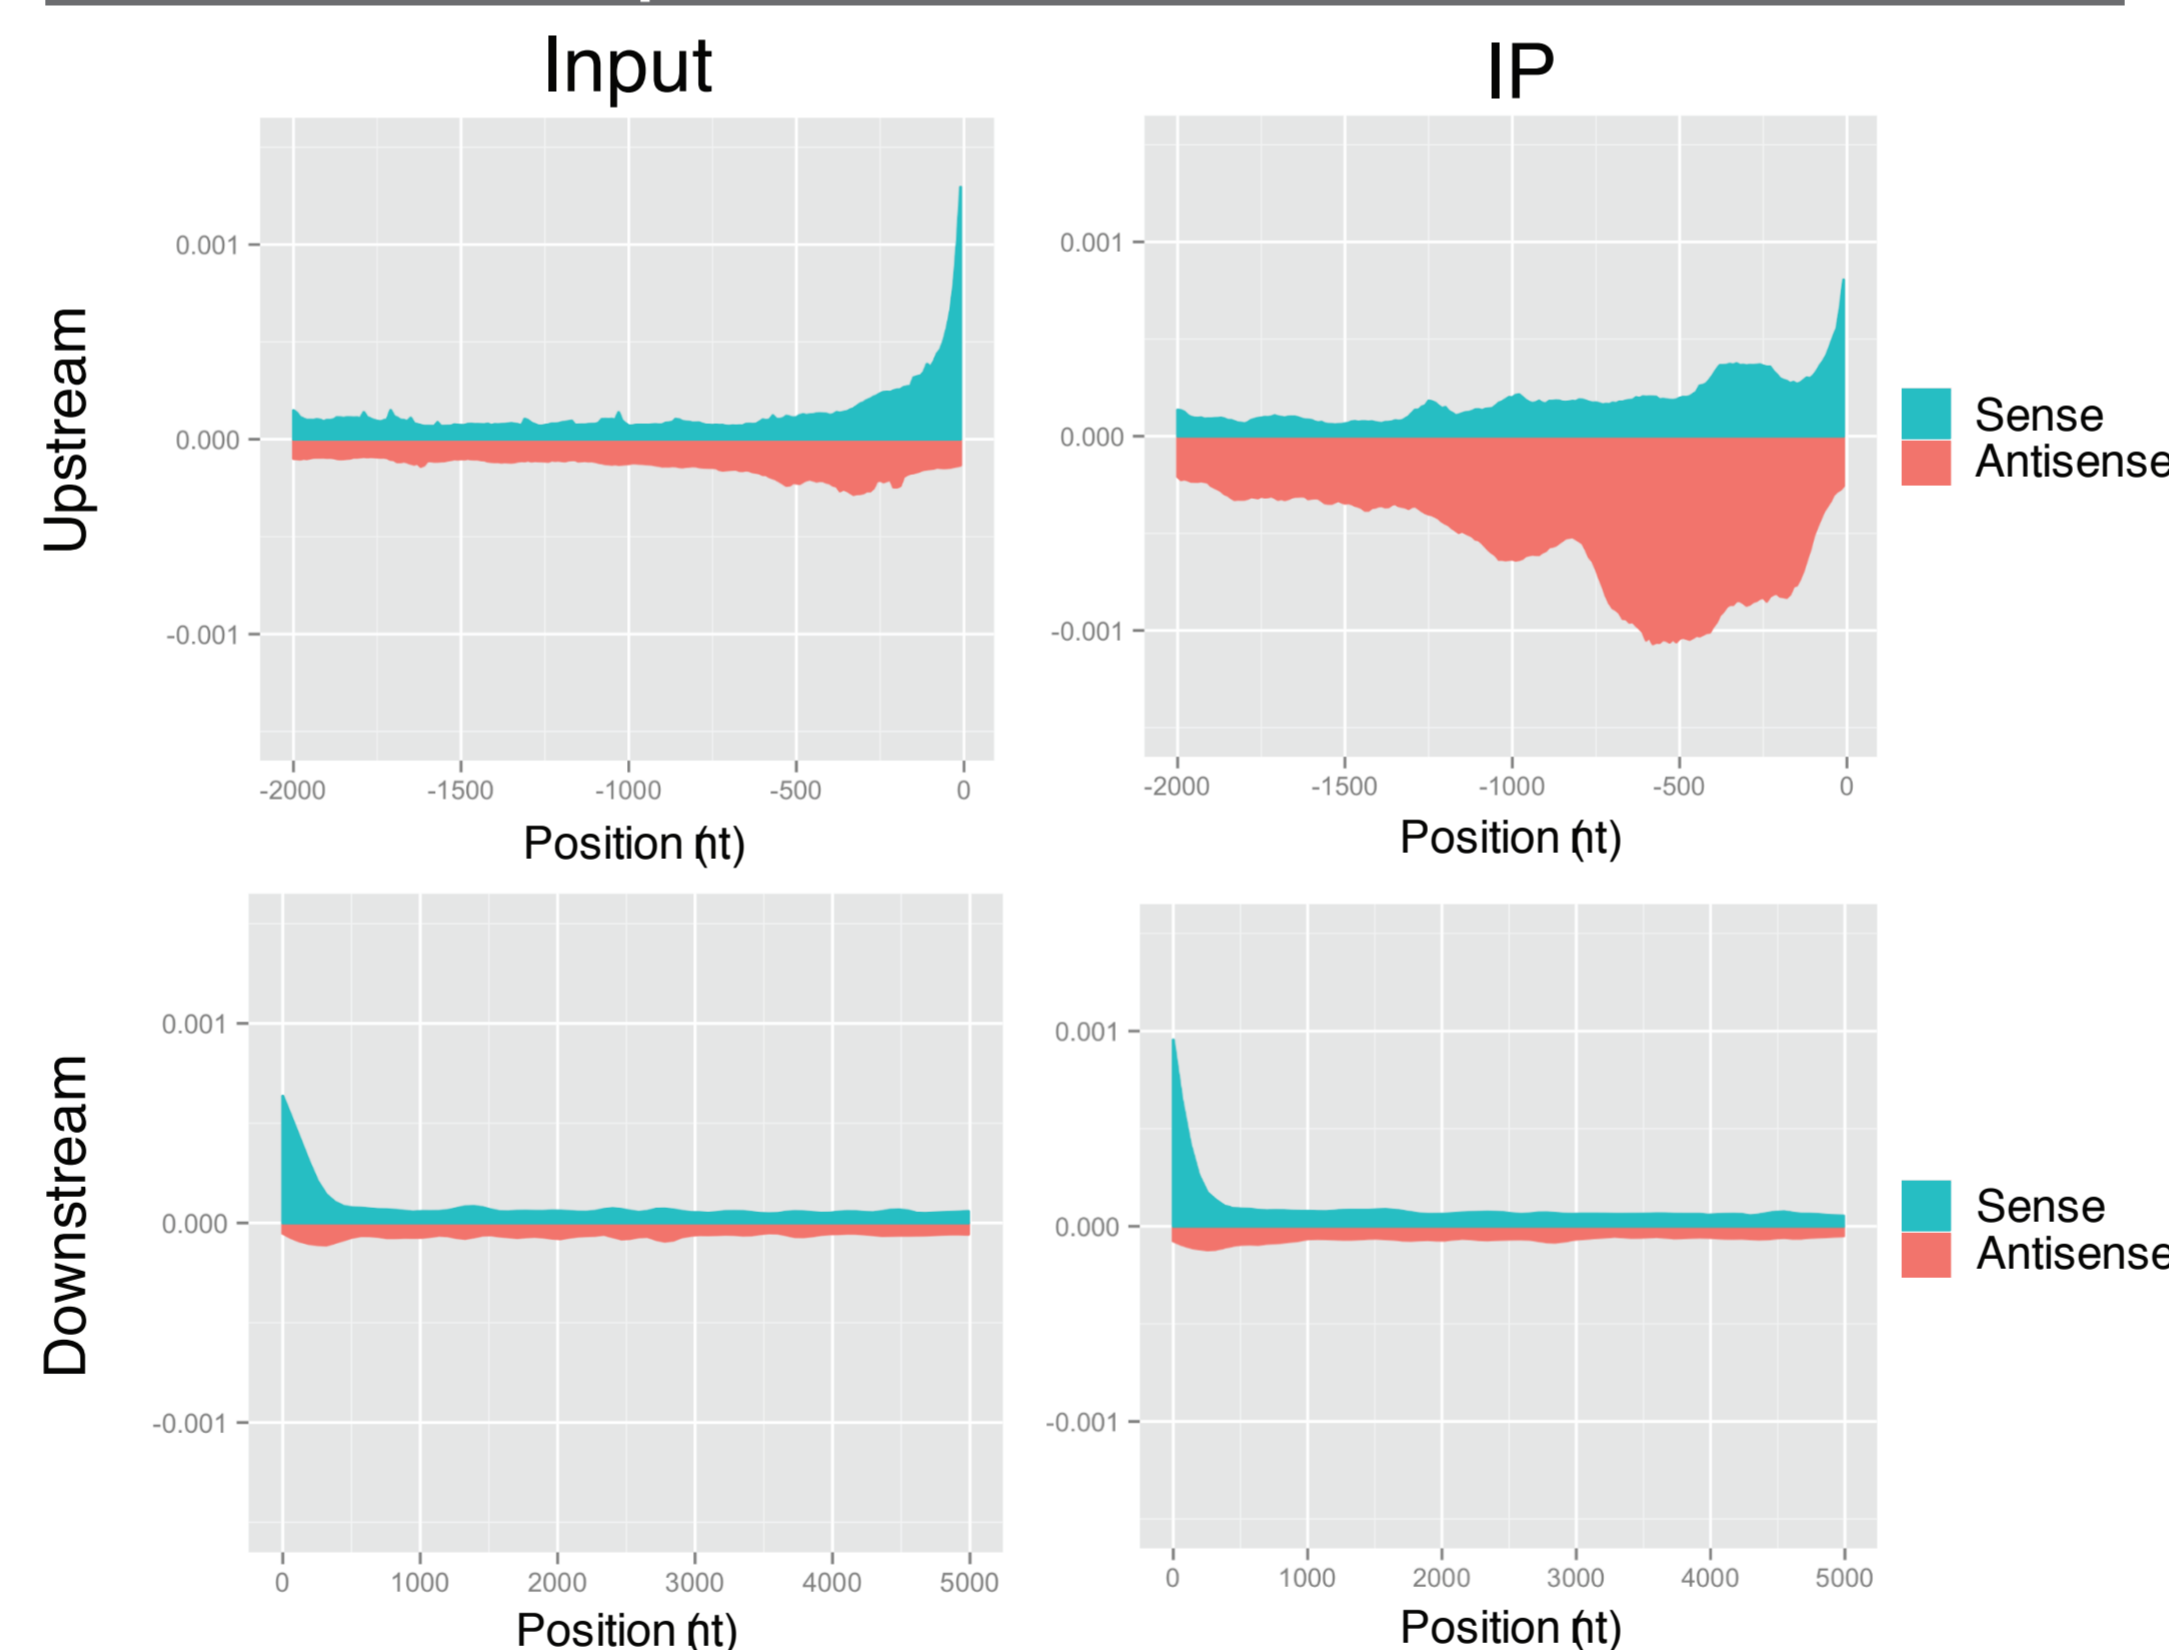 Input
IP
Upstream
0.001
0.000
-0.001
-2000 -1500 -1000 -500 0
Position (nt)
0.001
0.000
-0.001
-2000 -1500 -1000 -500 0
Position (nt)
Sense
Antisense
Downstream
0.001
0.000
-0.001
0 1000 2000 3000 4000 5000
Position (nt)
0.001
0.000
-0.001
0 1000 2000 3000 4000 5000
Position (nt)
Sense
Antisense